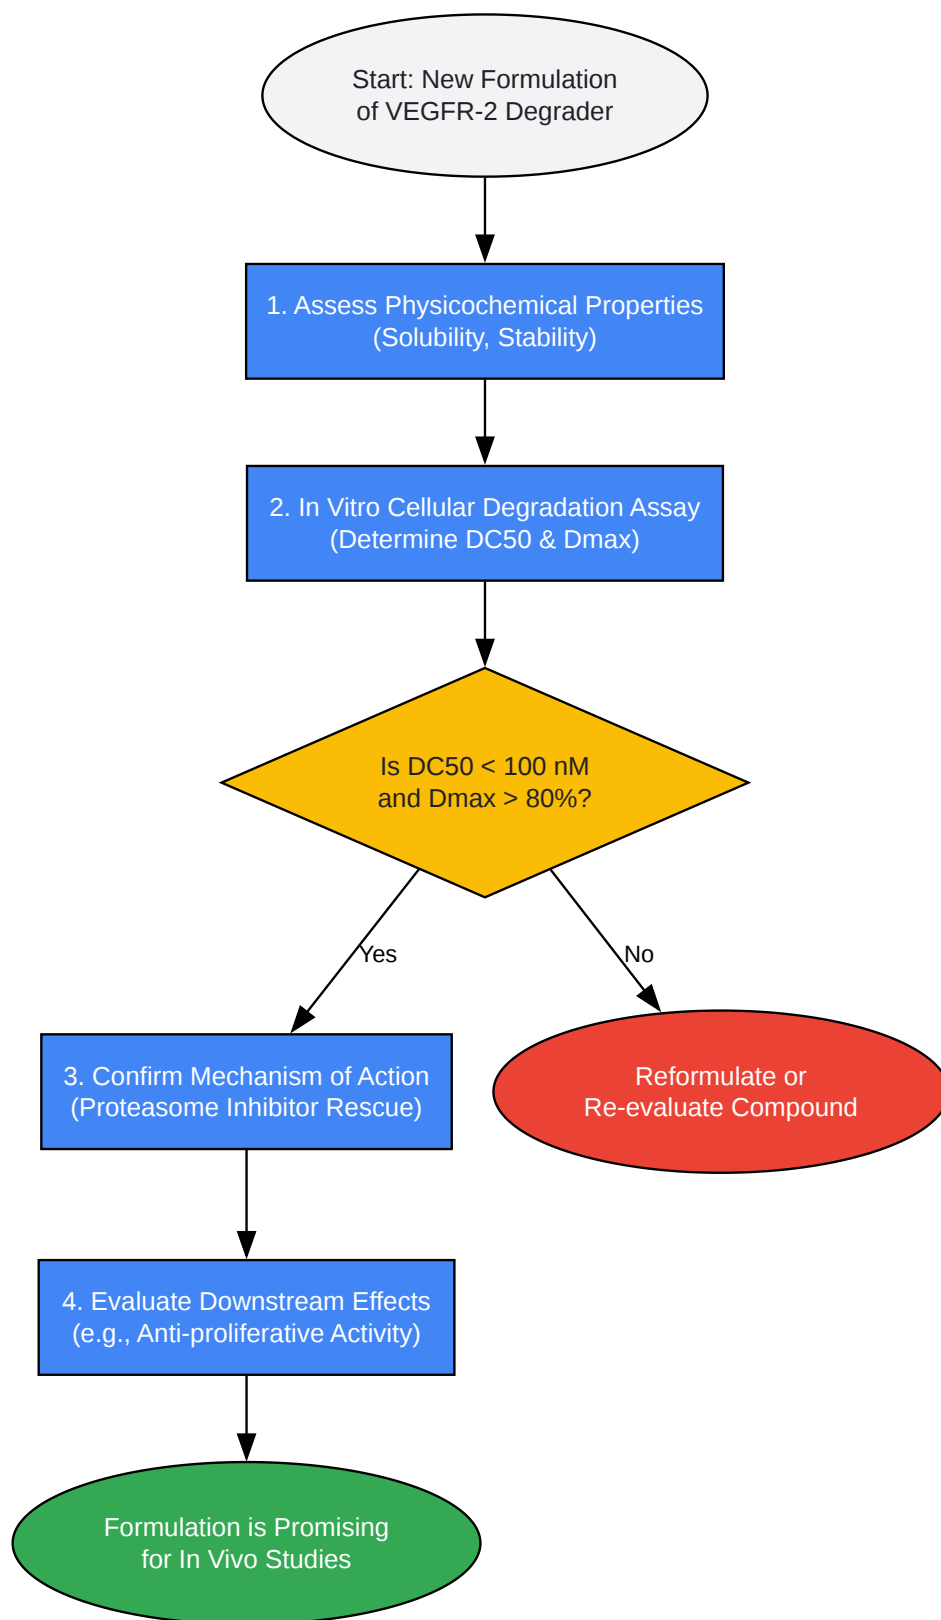 Start: New Formulation
of VEGFR-2 Degrader
1. Assess Physicochemical Properties
(Solubility, Stability)
2. In Vitro Cellular Degradation Assay
(Determine DC50 & Dmax)
Is DC50 < 100 nM
and Dmax > 80%?
Yes
No
3. Confirm Mechanism of Action
(Proteasome Inhibitor Rescue)
Reformulate or
Re-evaluate Compound
4. Evaluate Downstream Effects
(e.g., Anti-proliferative Activity)
Formulation is Promising
for In Vivo Studies